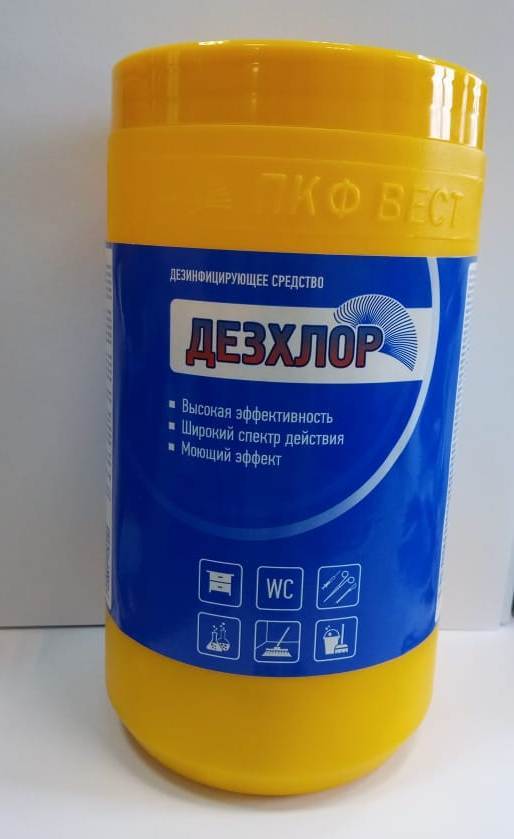 ПКФ ВЕСТ
ДЕЗИНФИЦИРУЮЩЕЕ СРЕДСТВО
ДЕЗХЛОР
Высокая эффективность
Широкий спектр действия
Моющий эффект
WC